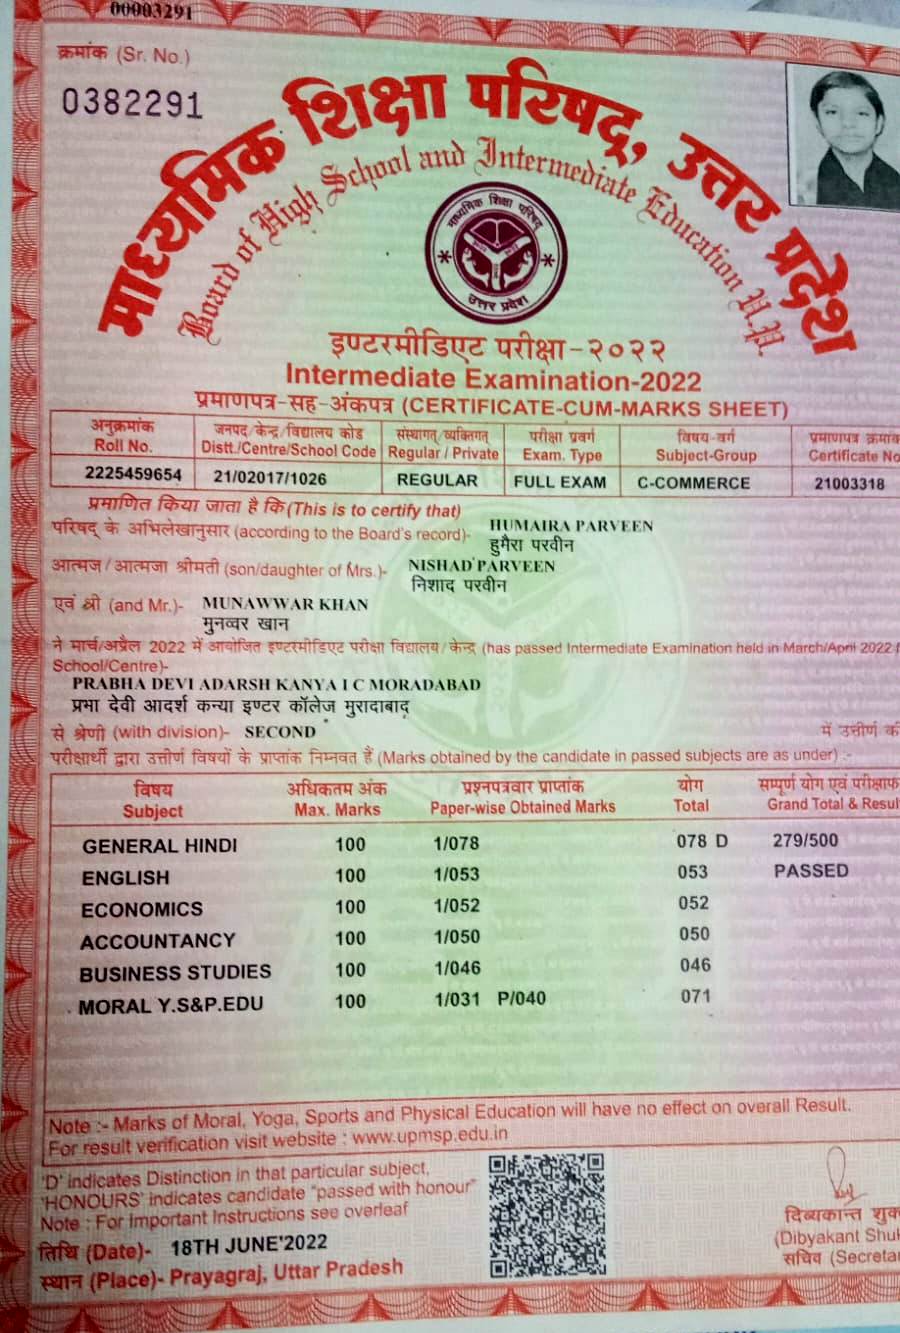 00003291
क्रमांक (Sr. No.)
0382291
माध्यमिक शिक्षा परिषद्, उत्तर प्रदेश
Board of High School and Intermediate Education U.P.
माध्यमिक शिक्षा परिषद्
उत्तर प्रदेश
इण्टरमीडिएट परीक्षा-२०२२
Intermediate Examination-2022
प्रमाणपत्र-सह-अंकपत्र (CERTIFICATE-CUM-MARKS SHEET)
अनुक्रमांक जनपद/केन्द्र/विद्यालय कोड संस्थागत/व्यक्तिगत परीक्षा प्रवर्ग विषय-वर्ग प्रमाणपत्र क्रमांक
Roll No. Distt./Centre/School Code Regular / Private Exam. Type Subject-Group Certificate No
2225459654 21/02017/1026 REGULAR FULL EXAM C-COMMERCE 21003318
प्रमाणित किया जाता है कि (This is to certify that)
परिषद् के अभिलेखानुसार (according to the Board's record)- HUMAIRA PARVEEN
हुमैरा परवीन
आत्मज/आत्मजा श्रीमती (son/daughter of Mrs.)- NISHAD PARVEEN
निशाद परवीन
एवं श्री (and Mr.)- MUNAWWAR KHAN
मुनव्वर खान
ने मार्च/अप्रैल 2022 में आयोजित इण्टरमीडिएट परीक्षा विद्यालय/केन्द्र (has passed Intermediate Examination held in March/April 2022
School/Centre)-
PRABHA DEVI ADARSH KANYA I C MORADABAD
प्रभा देवी आदर्श कन्या इण्टर कॉलेज मुरादाबाद
से श्रेणी (with division)- SECOND में उत्तीर्ण की
परीक्षार्थी द्वारा उत्तीर्ण विषयों के प्राप्तांक निम्नवत हैं (Marks obtained by the candidate in passed subjects are as under) :-
विषय अधिकतम अंक प्रश्नपत्रवार प्राप्तांक योग सम्पूर्ण योग एवं परीक्षाफ
Subject Max. Marks Paper-wise Obtained Marks Total Grand Total & Result
GENERAL HINDI 100 1/078 078 D 279/500
ENGLISH 100 1/053 053 PASSED
ECONOMICS 100 1/052 052
ACCOUNTANCY 100 1/050 050
BUSINESS STUDIES 100 1/046 046
MORAL Y.S&P.EDU 100 1/031 P/040 071
Note :- Marks of Moral, Yoga, Sports and Physical Education will have no effect on overall Result.
For result verification visit website : www.upmsp.edu.in
'D' indicates Distinction in that particular subject,
'HONOURS' indicates candidate "passed with honour"
Note : For Important Instructions see overleaf
तिथि (Date)- 18TH JUNE'2022
स्थान (Place)- Prayagraj, Uttar Pradesh
दिब्यकान्त शुक
(Dibyakant Shuk
सचिव (Secretar